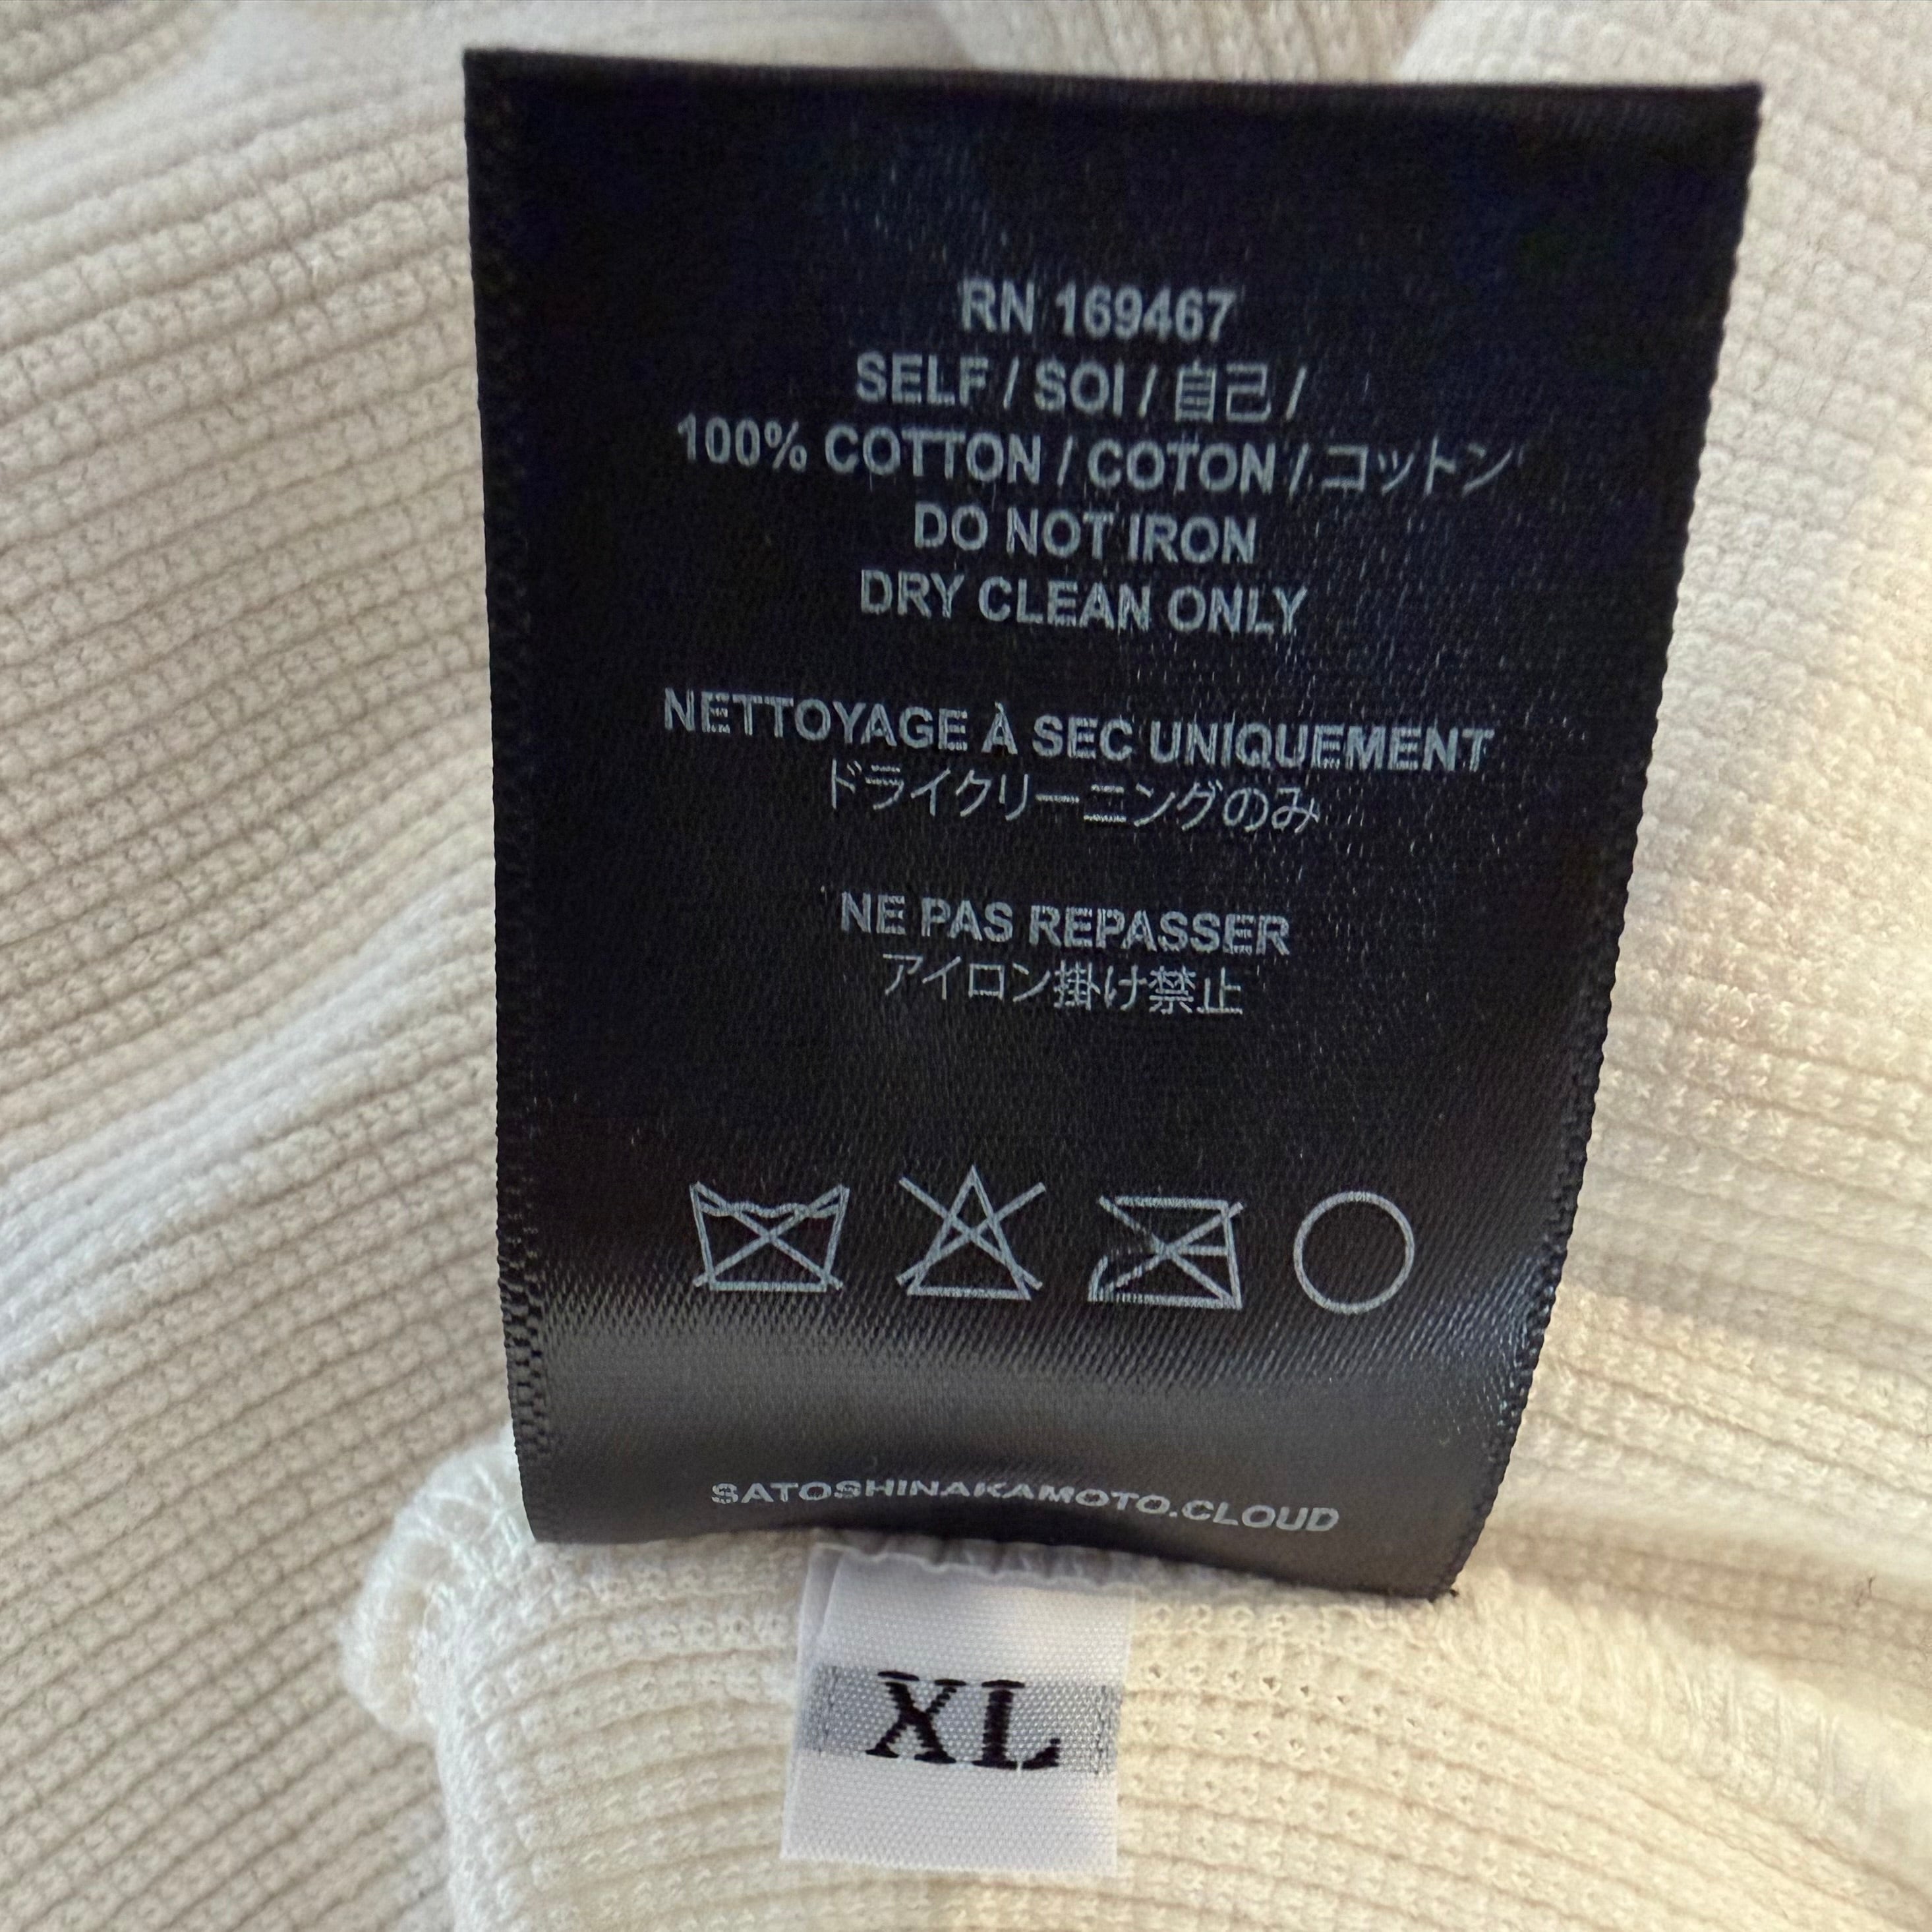 RN 169467
SELF / SOI / 自己 /
100% COTTON / COTON / コットン
DO NOT IRON
DRY CLEAN ONLY
NETTOYAGE À SEC UNIQUEMENT
ドライクリーニングのみ
NE PAS REPASSER
アイロン掛け禁止
SATOSHINAKAMOTO.CLOUD
XL